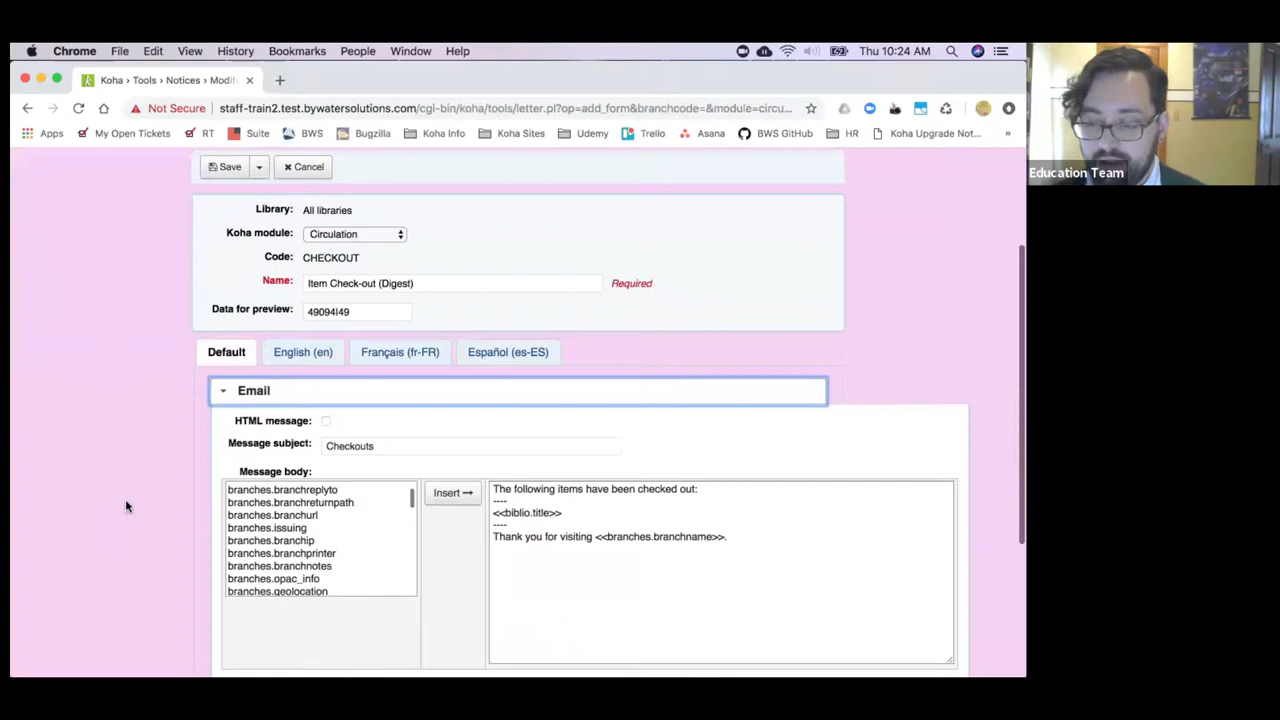 Chrome File Edit View History Bookmarks People Window Help Thu 10:24 AM
Koha › Tools › Notices › Modif
Not Secure staff-train2.test.bywatersolutions.com/cgi-bin/koha/tools/letter.pl?op=add_form&branchcode=&module=circu...
Apps My Open Tickets RT Suite BWS Bugzilla Koha Info Koha Sites Udemy Trello Asana BWS GitHub HR Koha Upgrade Not... »
Education Team
Save Cancel
Library: All libraries
Koha module: Circulation
Code: CHECKOUT
Name: Item Check-out (Digest) Required
Data for preview: 49094|49
Default English (en) Français (fr-FR) Español (es-ES)
Email
HTML message:
Message subject: Checkouts
Message body:
branches.branchreplyto
branches.branchreturnpath
branches.branchurl
branches.issuing
branches.branchip
branches.branchprinter
branches.branchnotes
branches.opac_info
branches.geolocation
Insert
The following items have been checked out:
----
<<biblio.title>>
----
Thank you for visiting <<branches.branchname>>.